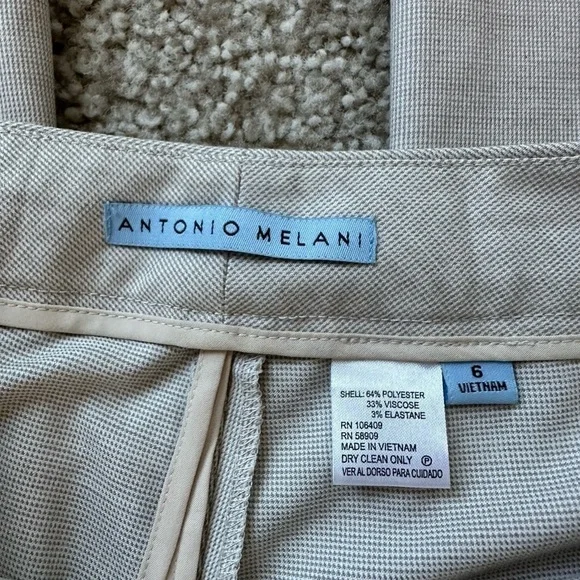 ANTONIO MELANI
6
VIETNAM
SHELL: 64% POLYESTER
33% VISCOSE
3% ELASTANE
RN 106409
RN 58909
MADE IN VIETNAM
DRY CLEAN ONLY Ⓟ
VER AL DORSO PARA CUIDADO